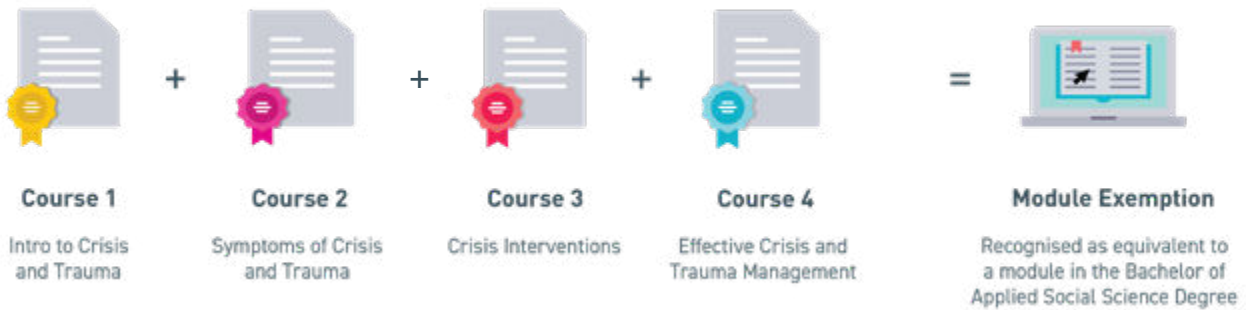 + + + =
Course 1
Intro to Crisis
and Trauma
Course 2
Symptoms of Crisis
and Trauma
Course 3
Crisis Interventions
Course 4
Effective Crisis and
Trauma Management
Module Exemption
Recognised as equivalent to
a module in the Bachelor of
Applied Social Science Degree